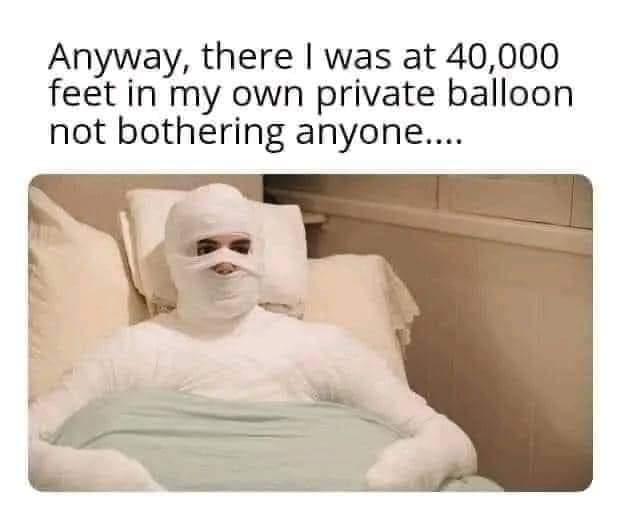 Anyway, there I was at 40,000
feet in my own private balloon
not bothering anyone....